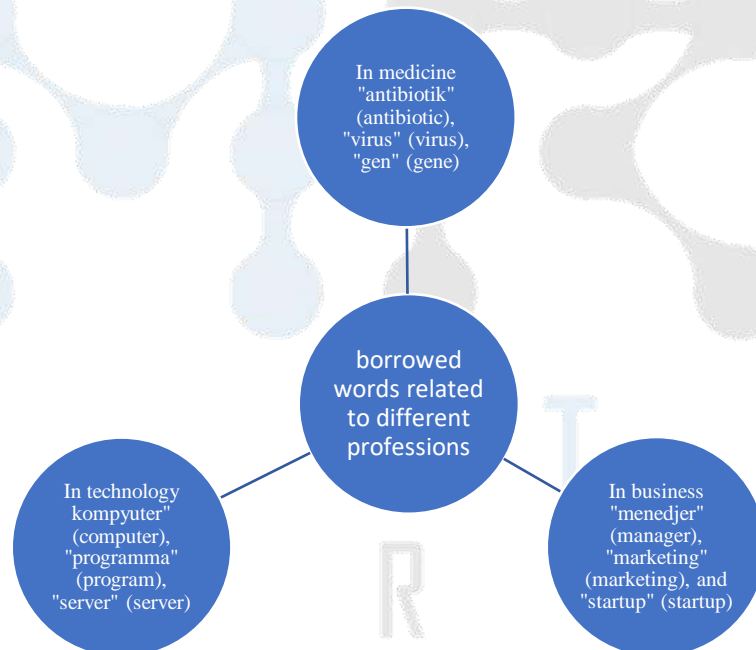 In medicine
"antibiotik"
(antibiotic),
"virus" (virus),
"gen" (gene)
borrowed
words related
to different
professions
In technology
kompyuter"
(computer),
"programma"
(program),
"server" (server)
In business
"menedjer"
(manager),
"marketing"
(marketing), and
"startup" (startup)
R